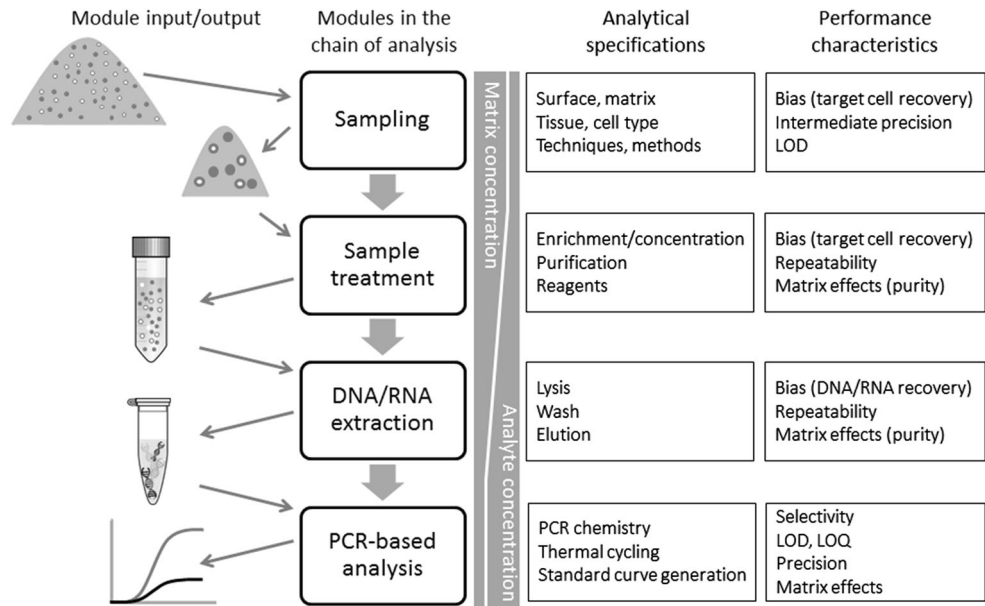 Module input/output
Modules in the
chain of analysis
Analytical
specifications
Performance
characteristics
Sampling
Surface, matrix
Tissue, cell type
Techniques, methods
Bias (target cell recovery)
Intermediate precision
LOD
Matrix concentration
Sample
treatment
Enrichment/concentration
Purification
Reagents
Bias (target cell recovery)
Repeatability
Matrix effects (purity)
DNA/RNA
extraction
Lysis
Wash
Elution
Bias (DNA/RNA recovery)
Repeatability
Matrix effects (purity)
Analyte concentration
PCR-based
analysis
PCR chemistry
Thermal cycling
Standard curve generation
Selectivity
LOD, LOQ
Precision
Matrix effects